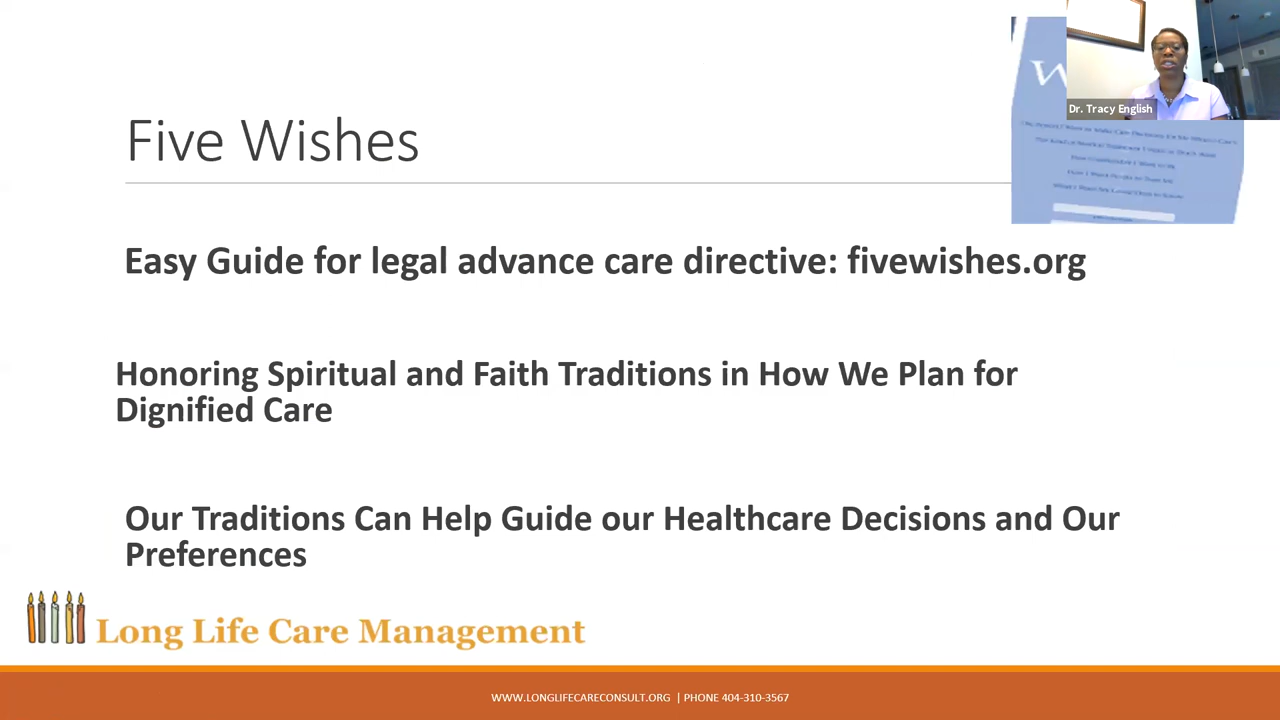 Dr. Tracy English
Five Wishes
Easy Guide for legal advance care directive: fivewishes.org
Honoring Spiritual and Faith Traditions in How We Plan for
Dignified Care
Our Traditions Can Help Guide our Healthcare Decisions and Our
Preferences
Long Life Care Management
WWW.LONGLIFECARECONSULT.ORG | PHONE 404-310-3567